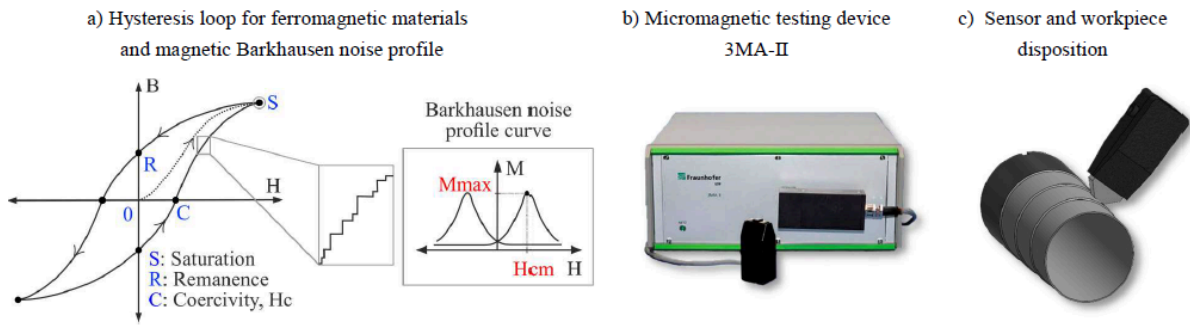 a) Hysteresis loop for ferromagnetic materials
and magnetic Barkhausen noise profile
B
S
R
H
0
C
S: Saturation
R: Remanence
C: Coercivity, Hc
Barkhausen noise
profile curve
M
Mmax
Hcm H
b) Micromagnetic testing device
3MA-II
Fraunhofer
c) Sensor and workpiece
disposition